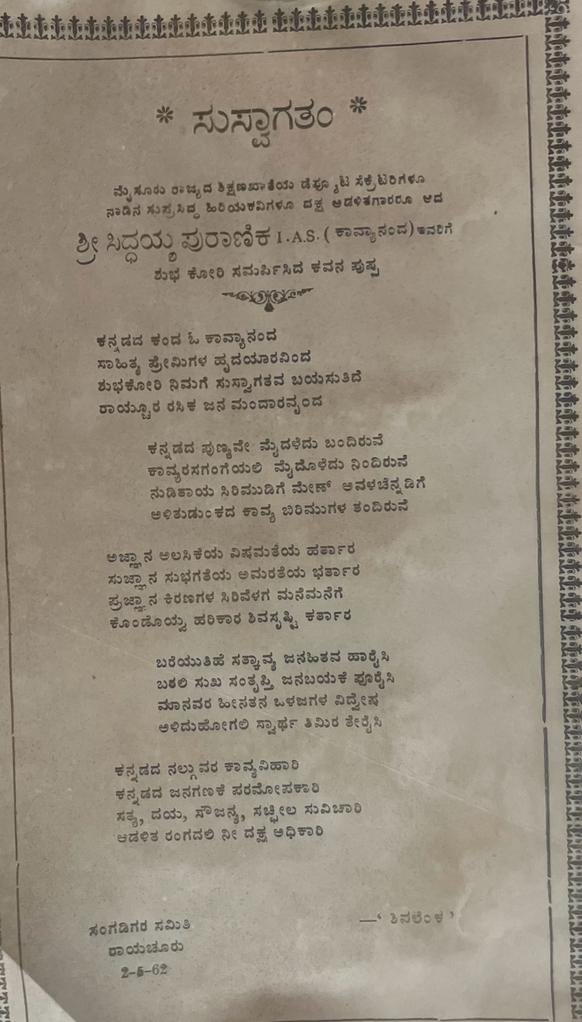 * ಸುಸ್ವಾಗತಂ *
ಮೈಸೂರು ರಾಜ್ಯದ ಶಿಕ್ಷಣಖಾತೆಯ ಡೆಪ್ಯೂಟಿ ಸೆಕ್ರೆಟರಿಗಳೂ
ನಾಡಿನ ಸುಪ್ರಸಿದ್ಧ ಹಿರಿಯಕವಿಗಳೂ ದಕ್ಷ ಆಡಳಿತಗಾರರೂ ಆದ
ಶ್ರೀ ಸಿದ್ಧಯ್ಯ ಪುರಾಣಿಕ I.A.S. (ಕಾವ್ಯಾನಂದ) ಅವರಿಗೆ
ಶುಭ ಕೋರಿ ಸಮರ್ಪಿಸಿದ ಕವನ ಪುಷ್ಪ
ಕನ್ನಡದ ಕಂದ ಓ ಕಾವ್ಯಾನಂದ
ಸಾಹಿತ್ಯ ಪ್ರೇಮಿಗಳ ಹೃದಯಾರವಿಂದ
ಶುಭಕೋರಿ ನಿಮಗೆ ಸುಸ್ವಾಗತವ ಬಯಸುತಿದೆ
ರಾಯ್ಚೂರ ರಸಿಕ ಜನ ಮಂದಾರವೃಂದ
ಕನ್ನಡದ ಪುಣ್ಯವೇ ಮೈದಳೆದು ಬಂದಿರುವೆ
ಕಾವ್ಯರಸಗಂಗೆಯಲಿ ಮೈದೊಳೆದು ನಿಂದಿರುವೆ
ನುಡಿತಾಯ ಸಿರಿಮುಡಿಗೆ ಮೇಣ್ ಅವಳಚೆನ್ನಡಿಗೆ
ಅಳಿತುಡುಂಕದ ಕಾವ್ಯ ಬಿರಿಮುಗಳ ತಂದಿರುವೆ
ಅಜ್ಞಾನ ಅಲಸಿಕೆಯ ವಿಷಮತೆಯ ಹರ್ತಾರ
ಸುಜ್ಞಾನ ಸುಭಗತೆಯ ಅಮರತೆಯ ಭರ್ತಾರ
ಪ್ರಜ್ಞಾನ ಕಿರಣಗಳ ಸಿರಿವೆಳಗ ಮನೆಮನೆಗೆ
ಕೊಂಡೊಯ್ವ ಹರಿಕಾರ ಶಿವಸೃಷ್ಟಿ ಕರ್ತಾರ
ಬರೆಯುತಿಹೆ ಸತ್ಕಾವ್ಯ ಜನಹಿತವ ಹಾರೈಸಿ
ಬರಲಿ ಸುಖ ಸಂತೃಪ್ತಿ ಜನಬಯಕೆ ಪೂರೈಸಿ
ಮಾನವರ ಹೀನತನ ಒಳಜಗಳ ವಿದ್ವೇಷ
ಅಳಿದುಹೋಗಲಿ ಸ್ವಾರ್ಥ ತಿಮಿರ ತೇರೈಸಿ
ಕನ್ನಡದ ನಲ್ಗುವರ ಕಾವ್ಯವಿಹಾರಿ
ಕನ್ನಡದ ಜನಗಣಕೆ ಪರಮೋಪಕಾರಿ
ಸತ್ಯ, ದಯ, ಸೌಜನ್ಯ, ಸಚ್ಛೀಲ ಸುವಿಚಾರಿ
ಆಡಳಿತ ರಂಗದಲಿ ನೀ ದಕ್ಷ ಅಧಿಕಾರಿ
—‘ ಶಿವಲೆಂಕ ’
ಸಂಗಡಿಗರ ಸಮಿತಿ
ರಾಯಚೂರು
2-5-62